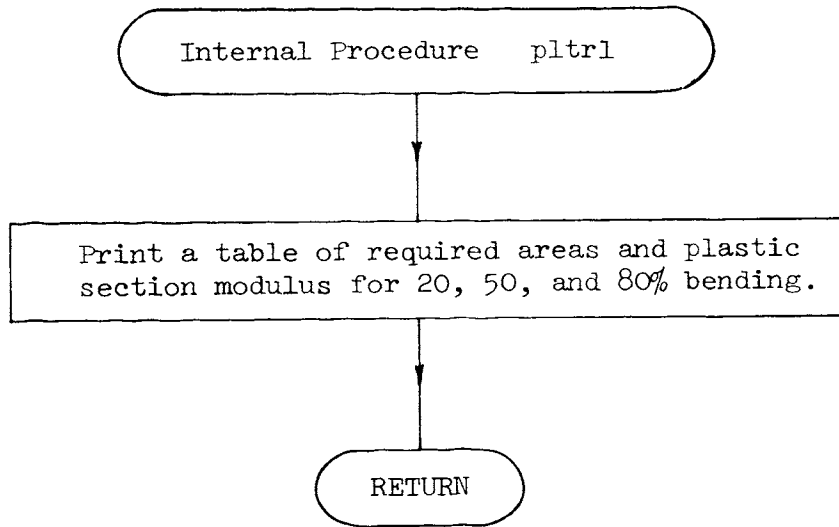 Internal Procedure pltrl
Print a table of required areas and plastic
section modulus for 20, 50, and 80% bending.
RETURN